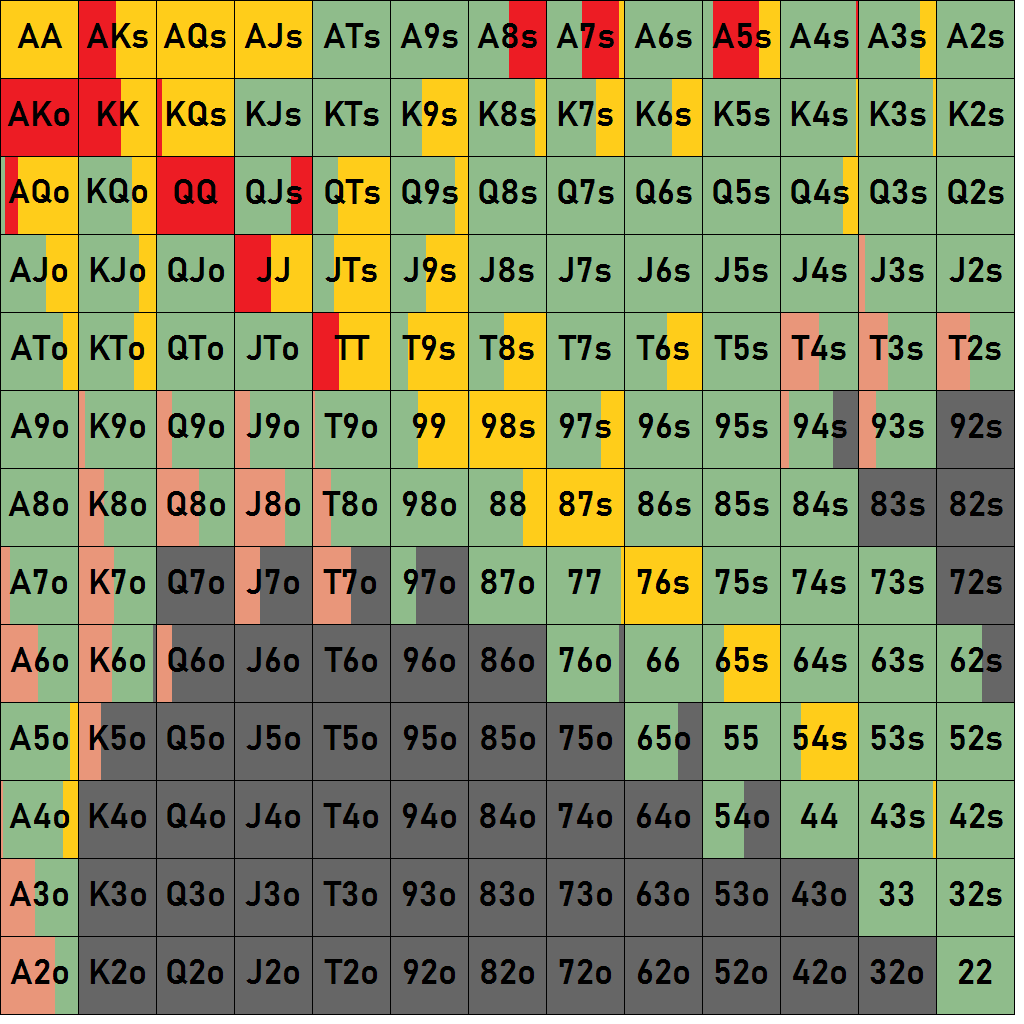 AA AKs AQs AJs ATs A9s A8s A7s A6s A5s A4s A3s A2s
AKo KK KQs KJs KTs K9s K8s K7s K6s K5s K4s K3s K2s
AQo KQo QQ QJs QTs Q9s Q8s Q7s Q6s Q5s Q4s Q3s Q2s
AJo KJo QJo JJ JTs J9s J8s J7s J6s J5s J4s J3s J2s
ATo KTo QTo JTo TT T9s T8s T7s T6s T5s T4s T3s T2s
A9o K9o Q9o J9o T9o 99 98s 97s 96s 95s 94s 93s 92s
A8o K8o Q8o J8o T8o 98o 88 87s 86s 85s 84s 83s 82s
A7o K7o Q7o J7o T7o 97o 87o 77 76s 75s 74s 73s 72s
A6o K6o Q6o J6o T6o 96o 86o 76o 66 65s 64s 63s 62s
A5o K5o Q5o J5o T5o 95o 85o 75o 65o 55 54s 53s 52s
A4o K4o Q4o J4o T4o 94o 84o 74o 64o 54o 44 43s 42s
A3o K3o Q3o J3o T3o 93o 83o 73o 63o 53o 43o 33 32s
A2o K2o Q2o J2o T2o 92o 82o 72o 62o 52o 42o 32o 22